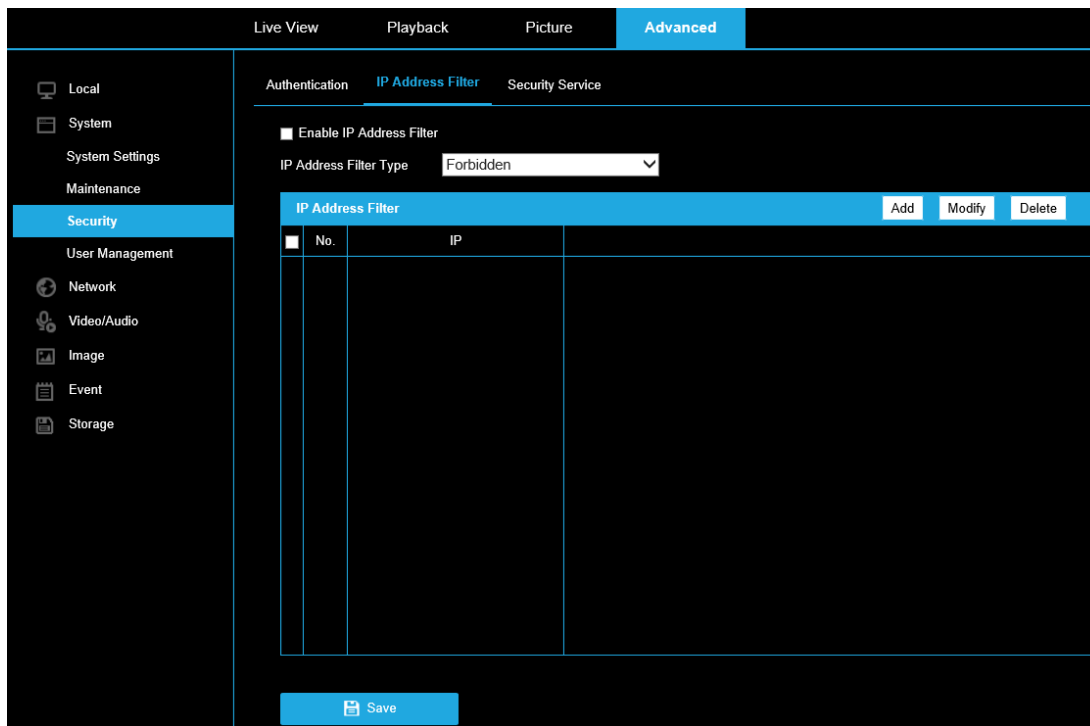 Live View Playback Picture Advanced
Local
System
System Settings
Maintenance
Security
User Management
Network
Video/Audio
Image
Event
Storage
Authentication IP Address Filter Security Service
Enable IP Address Filter
IP Address Filter Type Forbidden
IP Address Filter Add Modify Delete
No. IP
Save